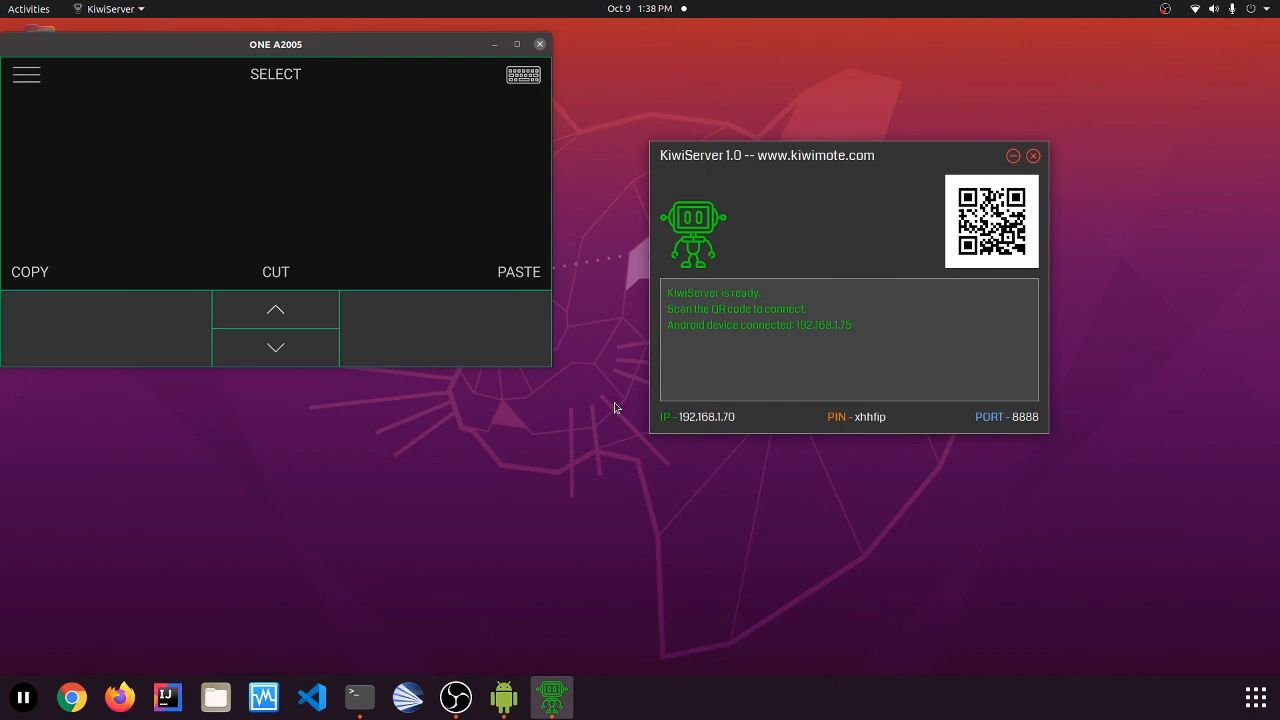 Activities
KiwiServer
Oct 9 1:38 PM
ONE A2005
SELECT
COPY
CUT
PASTE
KiwiServer 1.0 -- www.kiwimote.com
KiwiServer is ready.
Scan the QR code to connect.
Android device connected: 192.168.1.75
IP - 192.168.1.70
PIN - xhhfip
PORT - 8888
IJ